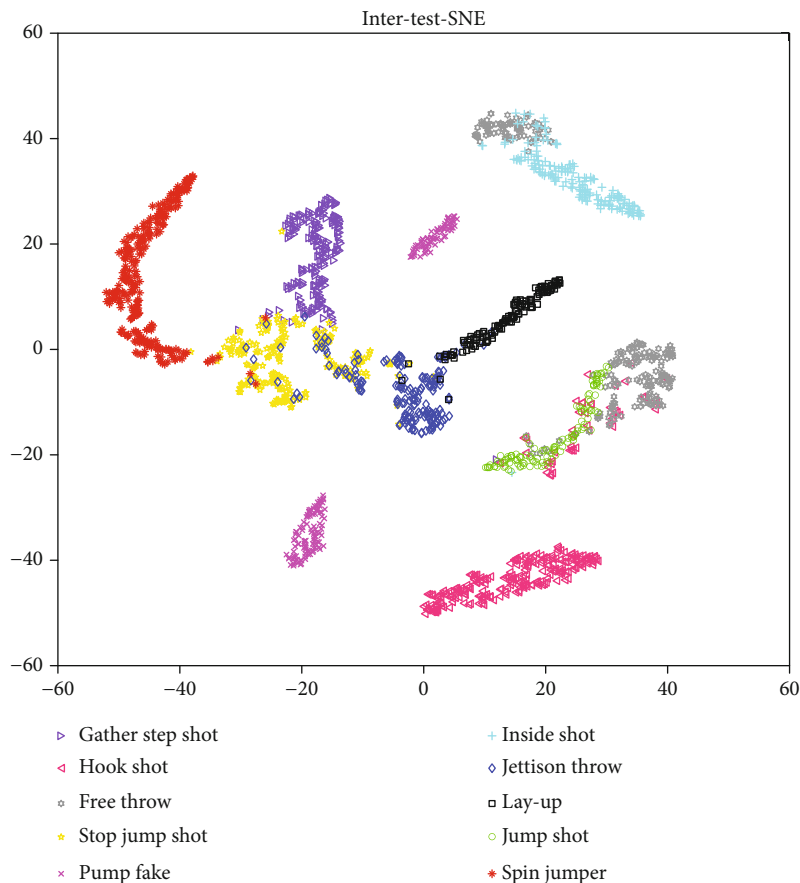 Inter-test-SNE
60
40
20
0
−20
−40
−60
−60
−40
−20
0
20
40
60
Gather step shot
Hook shot
Free throw
Stop jump shot
Pump fake
Inside shot
Jettison throw
Lay-up
Jump shot
Spin jumper